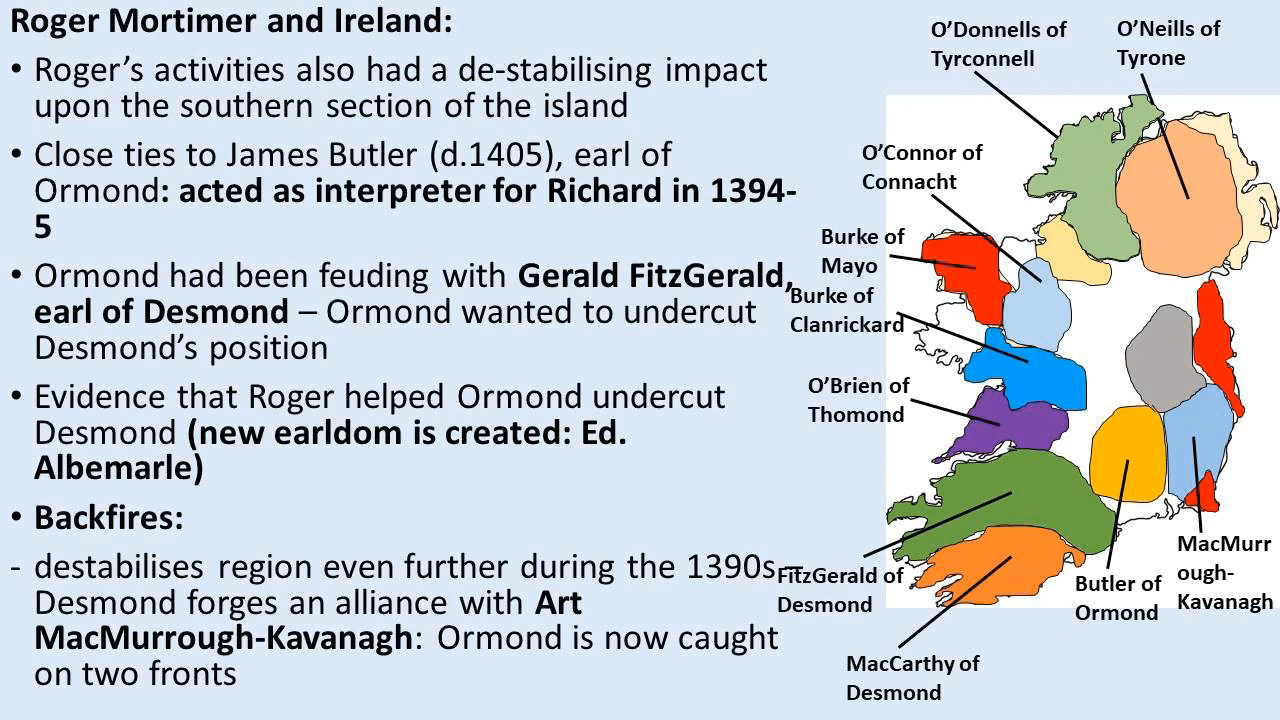 Roger Mortimer and Ireland:
• Roger’s activities also had a de-stabilising impact
upon the southern section of the island
• Close ties to James Butler (d.1405), earl of
Ormond: acted as interpreter for Richard in 1394-
5
• Ormond had been feuding with Gerald FitzGerald,
earl of Desmond – Ormond wanted to undercut
Desmond’s position
• Evidence that Roger helped Ormond undercut
Desmond (new earldom is created: Ed.
Albemarle)
• Backfires:
- destabilises region even further during the 1390s –
Desmond forges an alliance with Art
MacMurrough-Kavanagh: Ormond is now caught
on two fronts
O’Donnells of
Tyrconnell
O’Neills of
Tyrone
O’Connor of
Connacht
Burke of
Mayo
Burke of
Clanrickard
O’Brien of
Thomond
FitzGerald of
Desmond
MacCarthy of
Desmond
Butler of
Ormond
MacMurr
ough-
Kavanagh